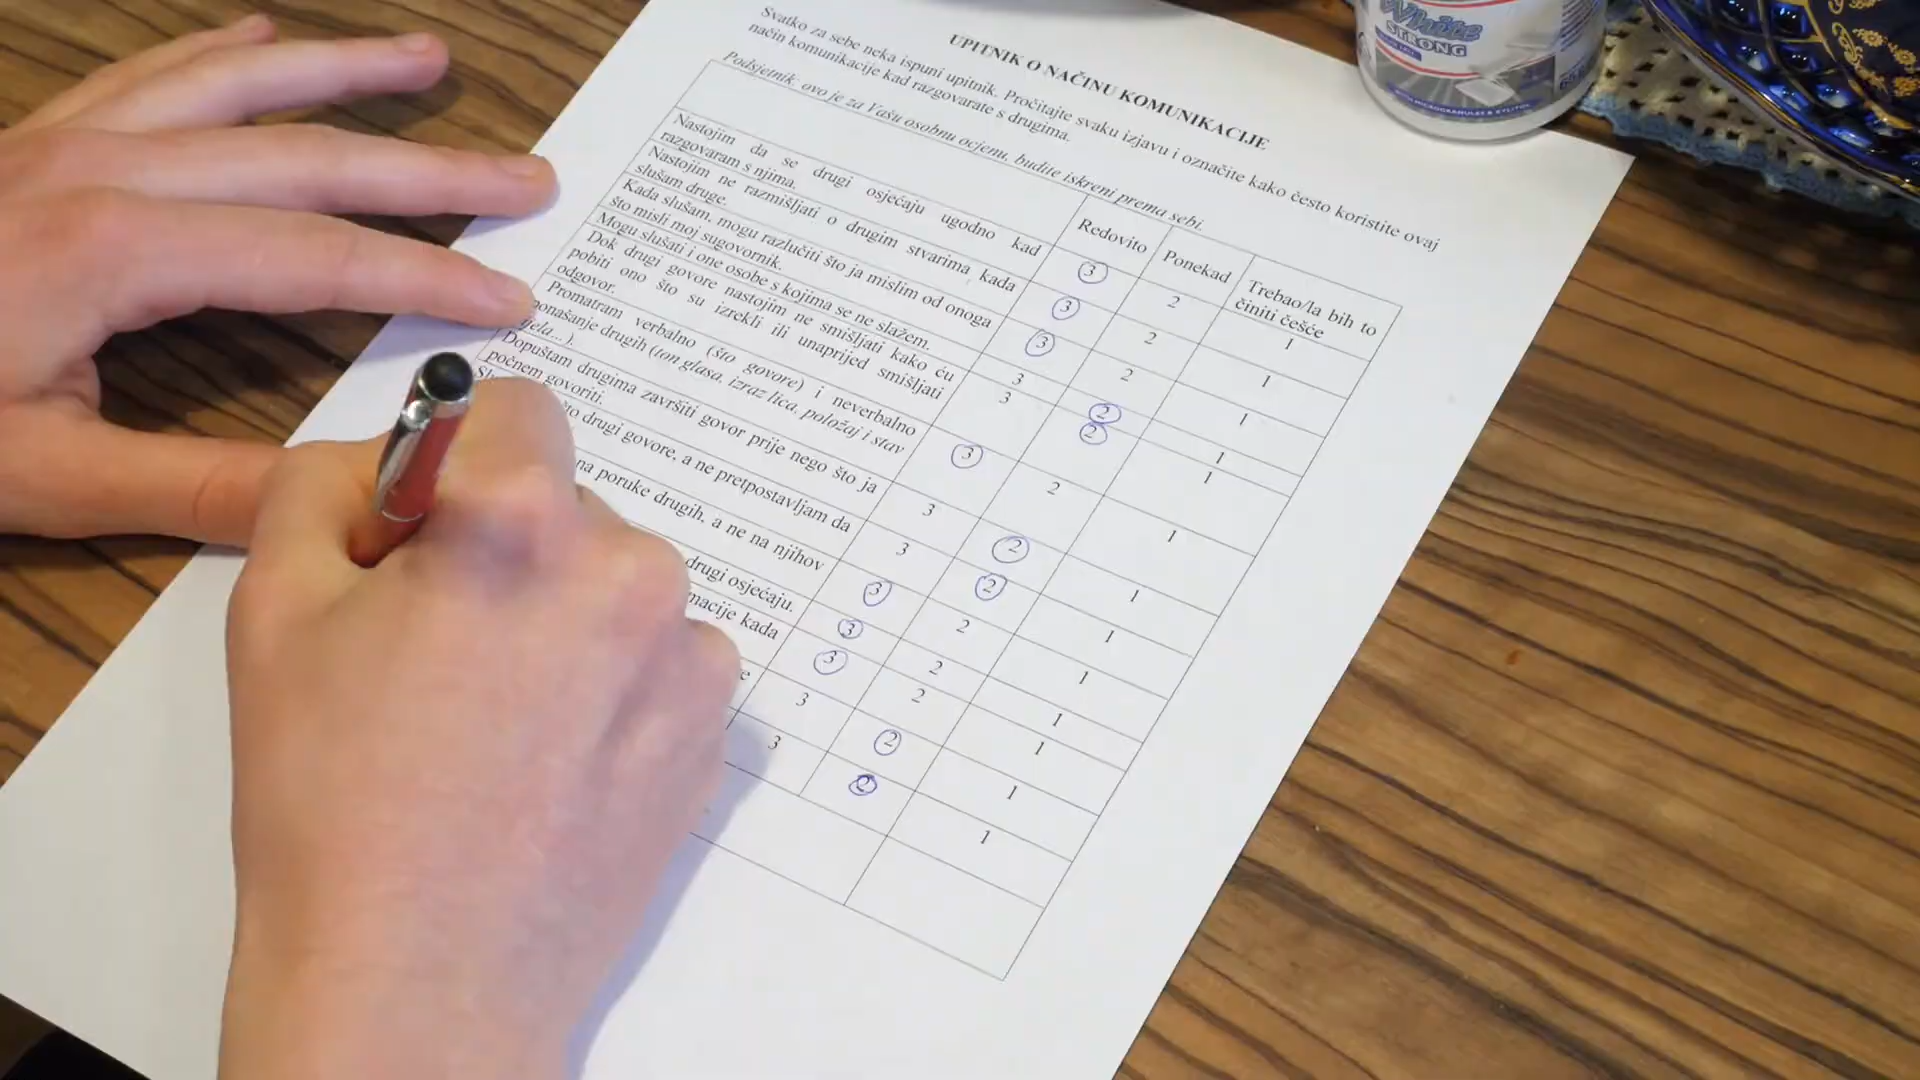 UPITNIK O NAČINU KOMUNIKACIJE
Svatko za sebe neka ispuni upitnik. Pročitajte svaku izjavu i označite kako često koristite ovaj
način komunikacije kad razgovarate s drugima.
Podsjetnik: ovo je za Vašu osobnu ocjenu, budite iskreni prema sebi.
Redovito Ponekad Trebao/la bih to
činiti češće
Nastojim da se drugi osjećaju ugodno kad 3 2 1
razgovaram s njima.
Nastojim ne razmišljati o drugim stvarima kada 3 2 1
slušam druge.
Kada slušam, mogu razlučiti što ja mislim od onoga 3 2 1
što misli moj sugovornik.
Mogu slušati i one osobe s kojima se ne slažem. 3 2 1
Dok drugi govore nastojim ne smišljati kako ću 3 2 1
pobiti ono što su izrekli ili unaprijed smišljati
odgovor.
Promatram verbalno (što govore) i neverbalno 3 2 1
ponašanje drugih (ton glasa, izraz lica, položaj i stav
tijela... ).
Dopuštam drugima završiti govor prije nego što ja 3 2 1
počnem govoriti.
što drugi govore, a ne pretpostavljam da 3 2 1
na poruke drugih, a ne na njihov 3 2 1
drugi osjećaju. 3 2 1
kada 3 2 1
3 2 1
3 2 1
White
STRONG